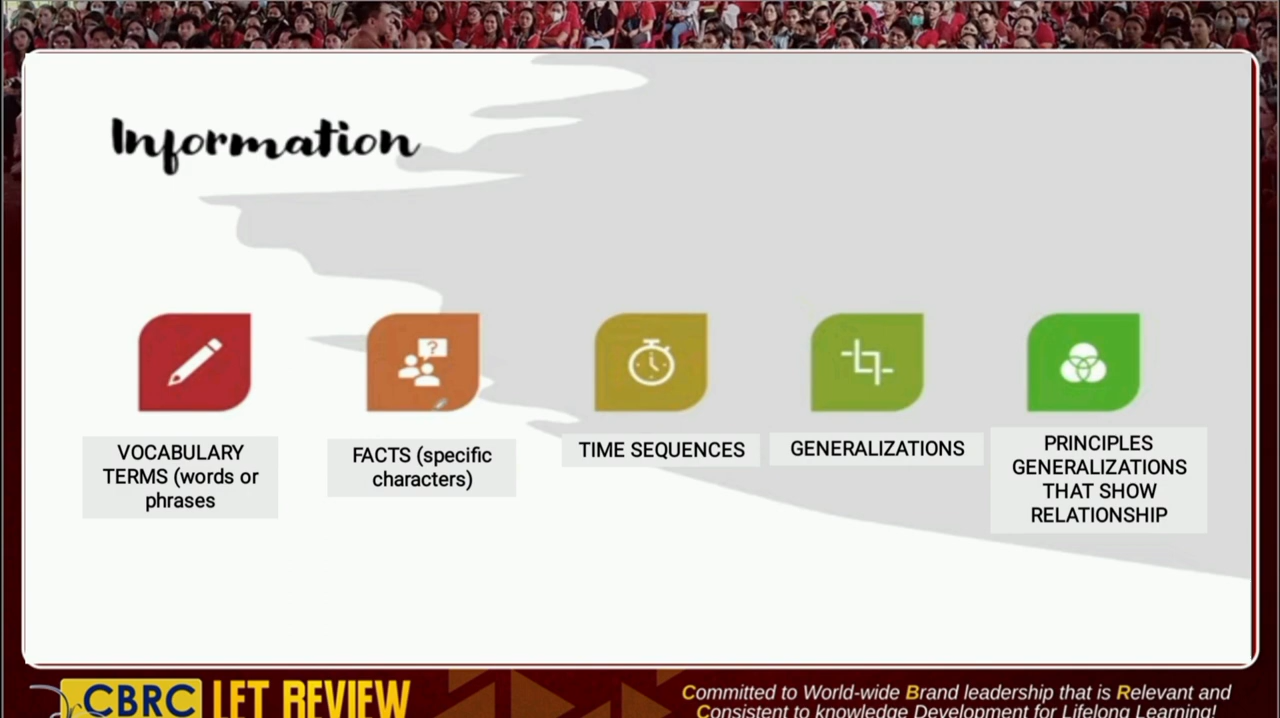 Information
?
VOCABULARY
TERMS (words or
phrases
FACTS (specific
characters)
TIME SEQUENCES
GENERALIZATIONS
PRINCIPLES
GENERALIZATIONS
THAT SHOW
RELATIONSHIP
CBRC LET REVIEW
Committed to World-wide Brand leadership that is Relevant and
Consistent to knowledge Development for Lifelong Learning!